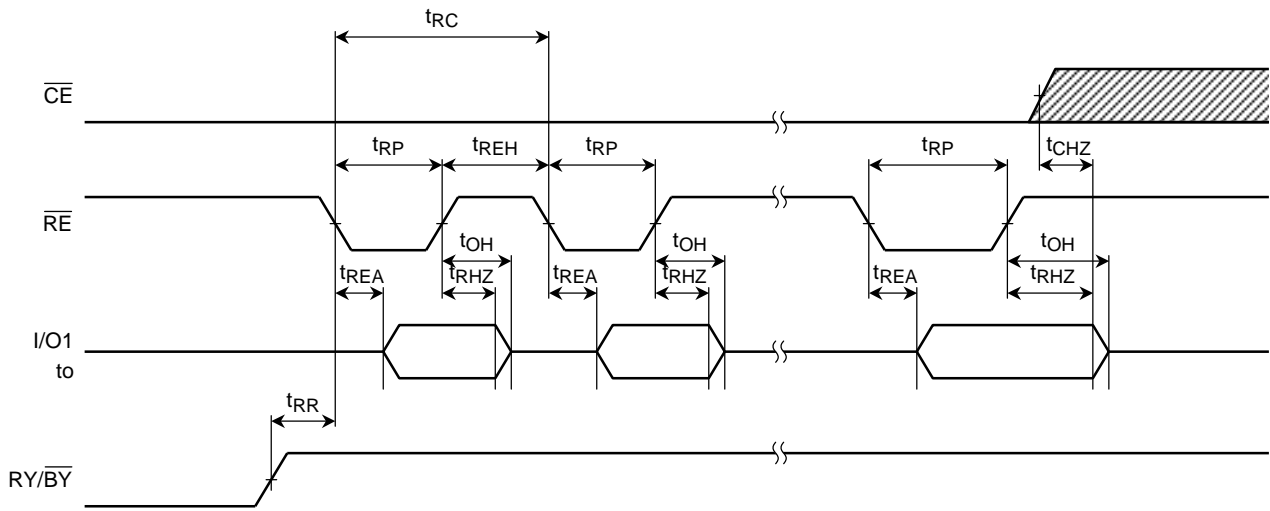 tRC
CE
tRP tREH tRP tRP tCHZ
RE
tOH tOH tOH
tREA tRHZ tREA tRHZ tREA tRHZ
I/O1
to
tRR
RY/BY